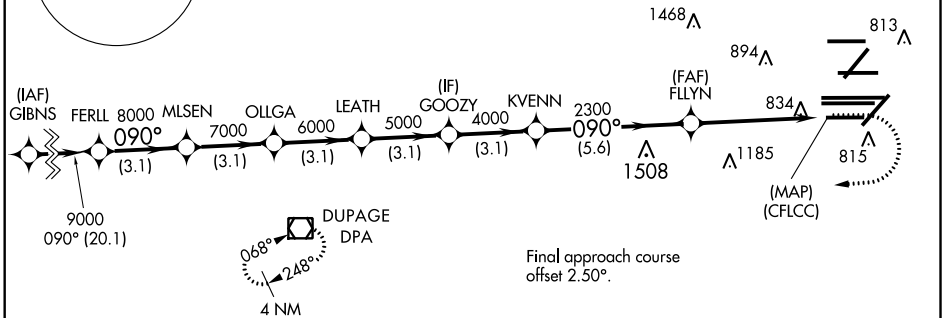 1468
813
894
(IAF)
GIBNS
FERLL
8000
090°
(3.1)
MLSEN
7000
(3.1)
OLLGA
6000
(3.1)
LEATH
5000
(3.1)
(IF)
GOOZY
4000
(3.1)
KVENN
2300
090°
(5.6)
(FAF)
FLLYN
834
1508
1185
815
(MAP)
(CFLCC)
9000
090° (20.1)
DUPAGE
DPA
068°
248°
4 NM
Final approach course
offset 2.50°.